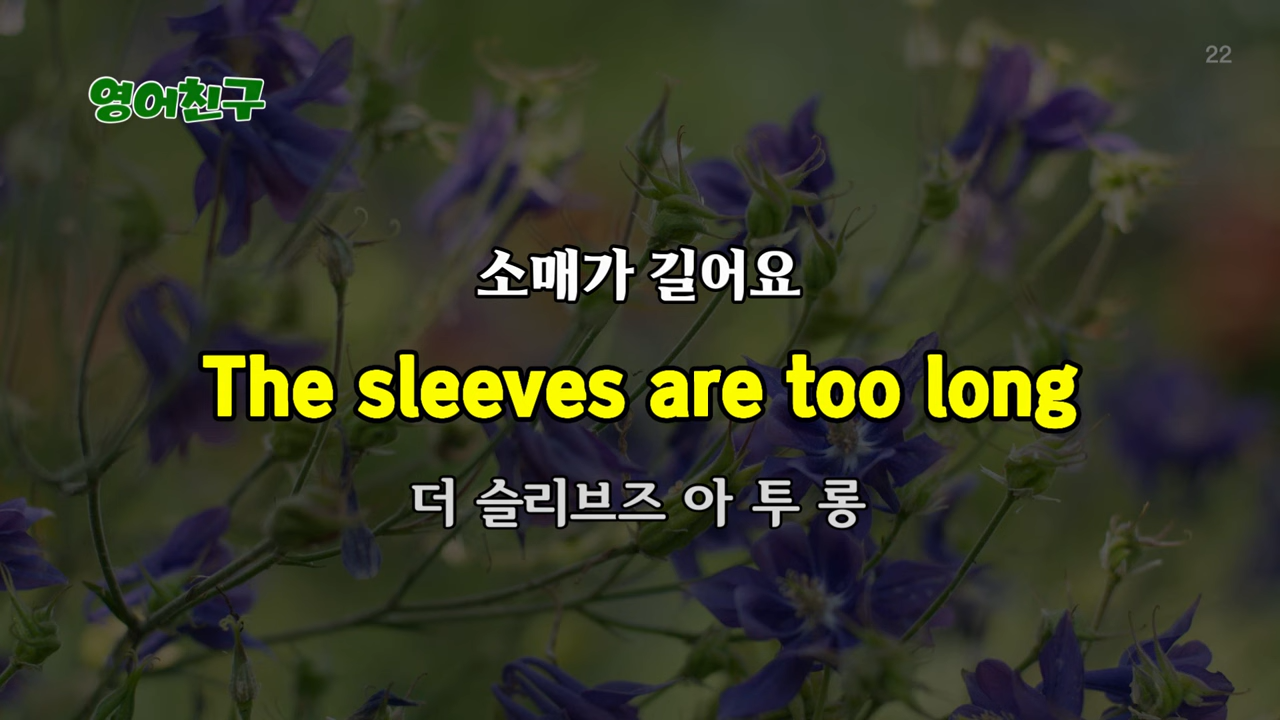 22
영어친구
소매가 길어요
The sleeves are too long
더 슬리브즈 아 투 롱